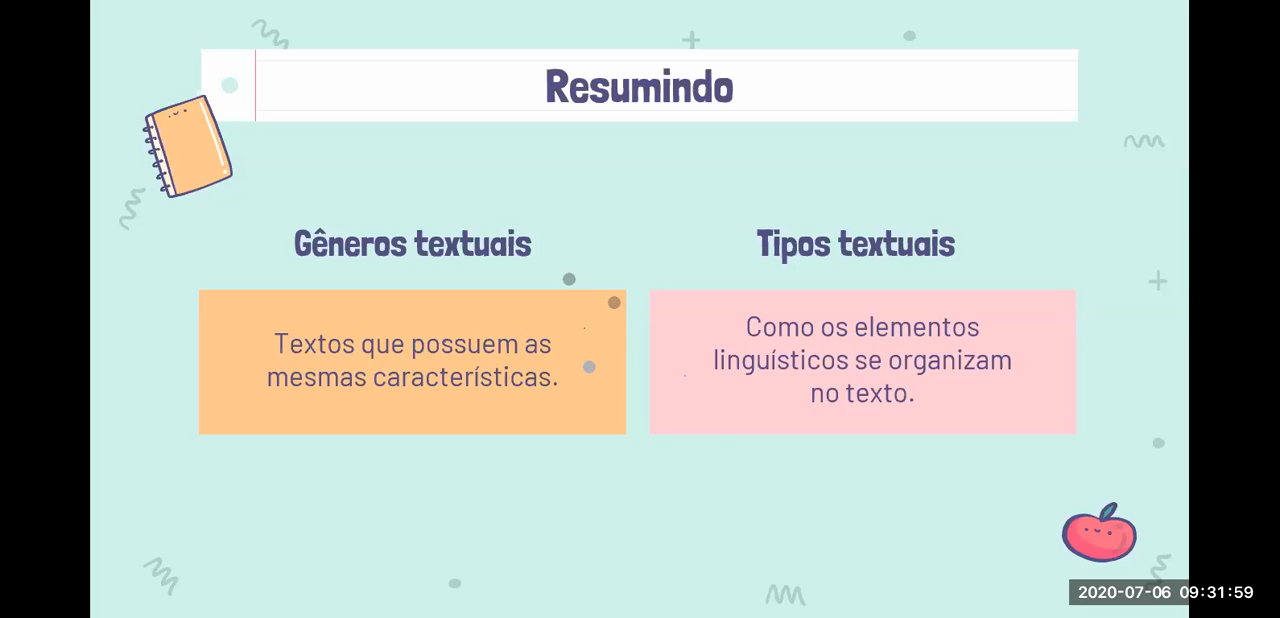 Resumindo
Gêneros textuais
Textos que possuem as
mesmas características.
Tipos textuais
Como os elementos
linguísticos se organizam
no texto.
2020-07-06 09:31:59